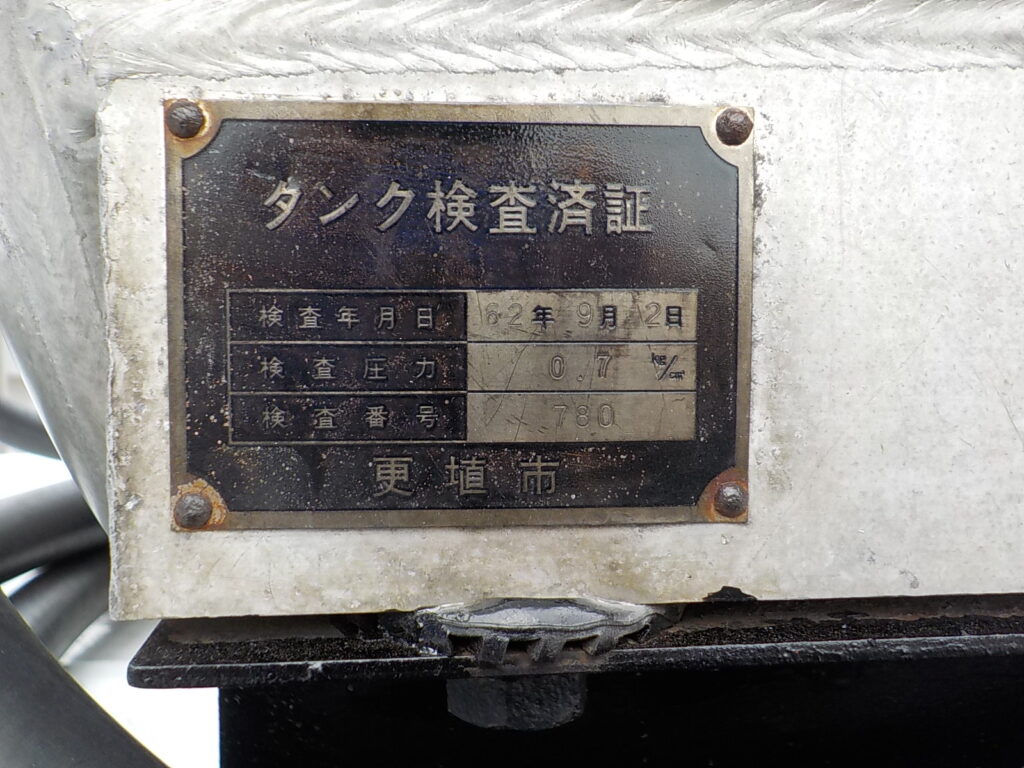 タンク検査済証
検査年月日 62年 9月 2日
検査圧力 0.7 kg/cm²
検査番号 780
更埴市